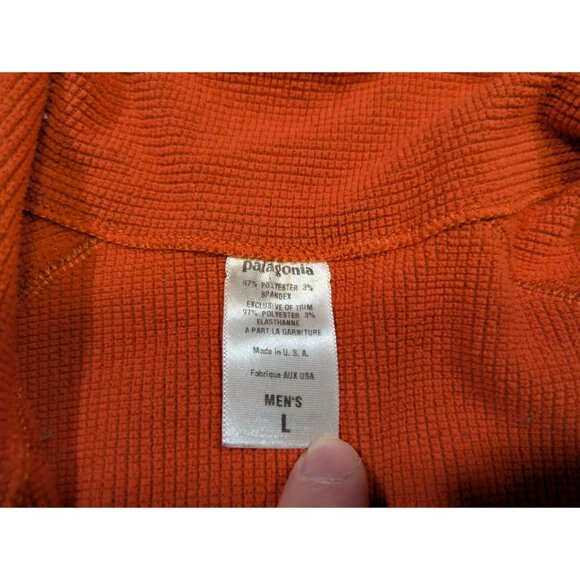 patagonia
97% POLYESTER 3%
SPANDEX
EXCLUSIVE OF TRIM
97% POLYESTER 3%
ELASTHANNE
A PART LA GARNITURE
Made in U. S. A.
Fabrique AUX USA
MEN'S
L